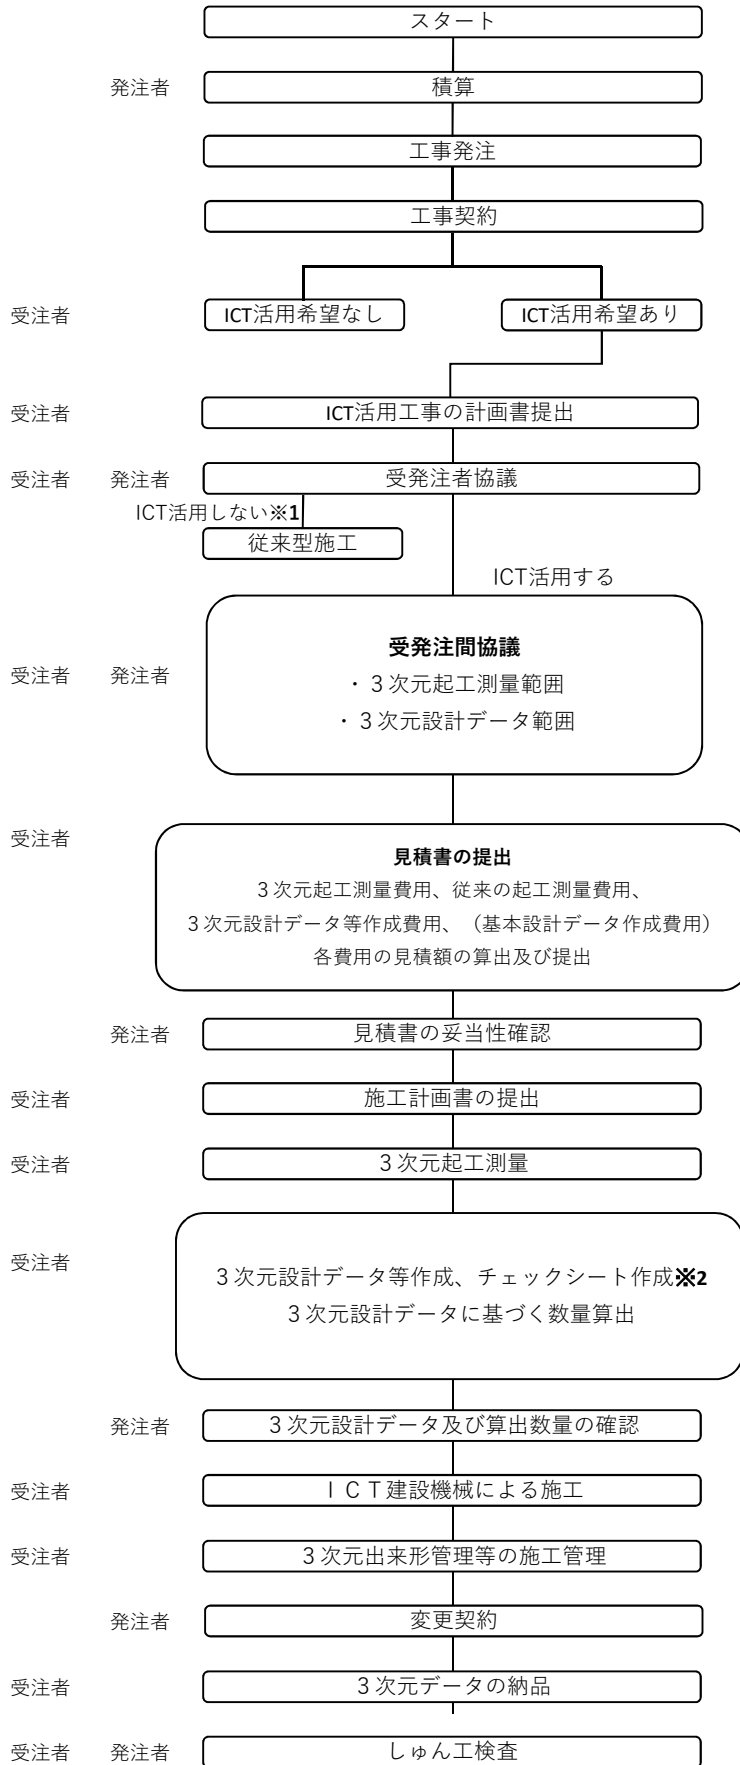 スタート
発注者 積算
工事発注
工事契約
受注者 ICT活用希望なし ICT活用希望あり
受注者 ICT活用工事の計画書提出
受注者 発注者 受発注者協議
ICT活用しない※1
従来型施工
ICT活用する
受発注間協議
受注者 発注者 ・３次元起工測量範囲
・３次元設計データ範囲
受注者
見積書の提出
３次元起工測量費用、従来の起工測量費用、
３次元設計データ等作成費用、（基本設計データ作成費用）
各費用の見積額の算出及び提出
発注者 見積書の妥当性確認
受注者 施工計画書の提出
受注者 ３次元起工測量
受注者
３次元設計データ等作成、チェックシート作成※2
３次元設計データに基づく数量算出
発注者 ３次元設計データ及び算出数量の確認
受注者 ＩＣＴ建設機械による施工
受注者 ３次元出来形管理等の施工管理
発注者 変更契約
受注者 ３次元データの納品
受注者 発注者 しゅん工検査